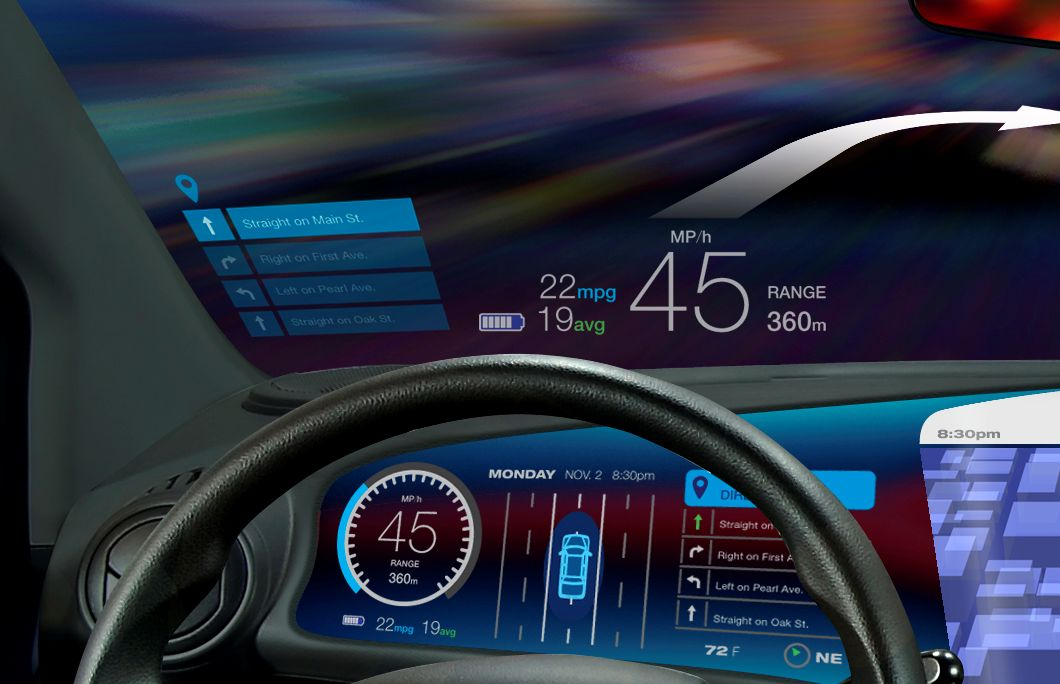 Straight on Main St.
Right on First Ave.
Left on Pearl Ave.
Straight on Oak St.
MP/h
45
22mpg
19avg
RANGE
360m
8:30pm
MONDAY NOV. 2 8:30pm
MP/h
45
RANGE
360m
22mpg 19avg
Straight on
Right on First A
Left on Pearl Ave.
Straight on Oak St.
72 F
NE